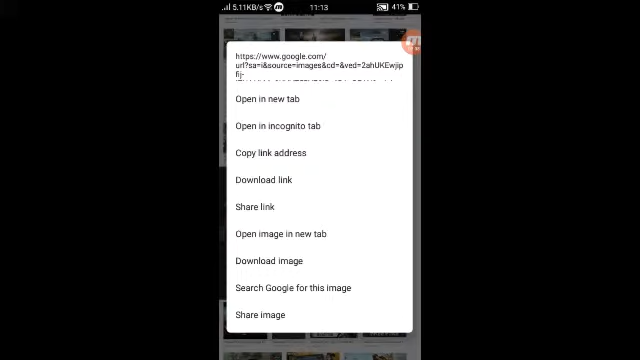 5.11KB/s
11:13
41%
https://www.google.com/
url?sa=i&source=images&cd=&ved=2ahUKEwjip
fij-
Open in new tab
Open in incognito tab
Copy link address
Download link
Share link
Open image in new tab
Download image
Search Google for this image
Share image